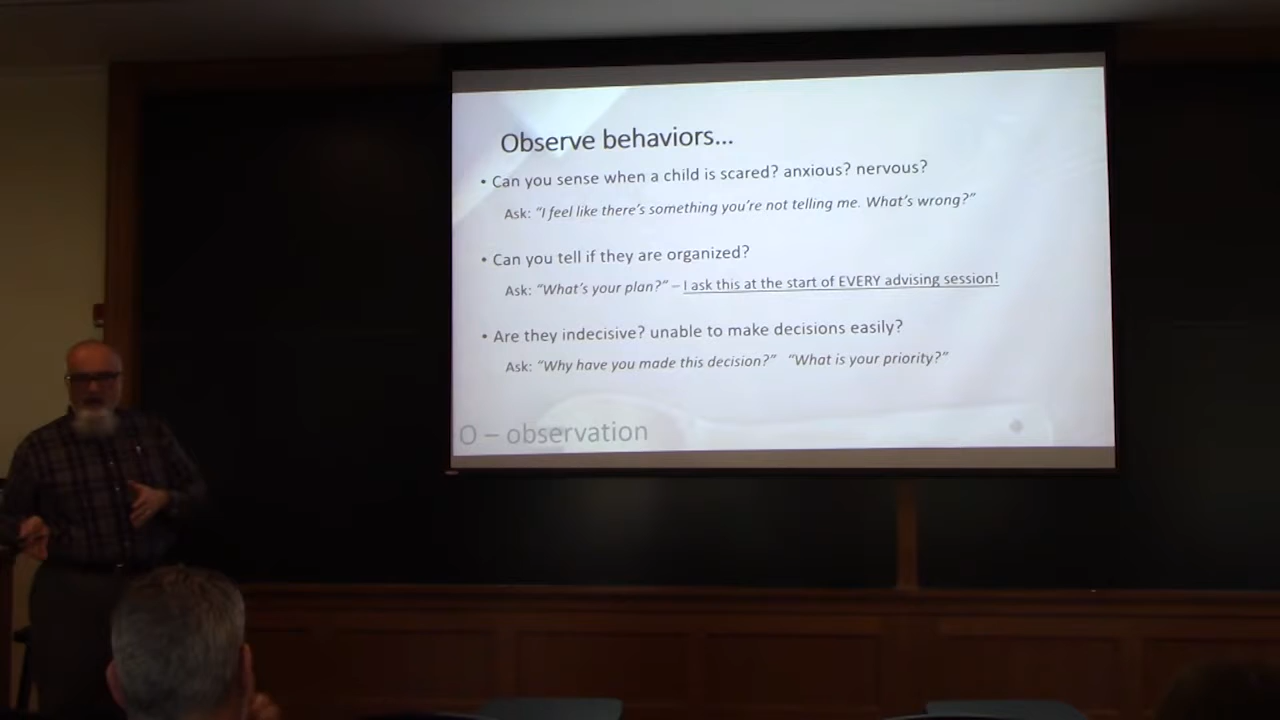 Observe behaviors...
• Can you sense when a child is scared? anxious? nervous?
Ask: "I feel like there's something you're not telling me. What's wrong?"
• Can you tell if they are organized?
Ask: "What's your plan?" – I ask this at the start of EVERY advising session!
• Are they indecisive? unable to make decisions easily?
Ask: "Why have you made this decision?" "What is your priority?"
O – observation